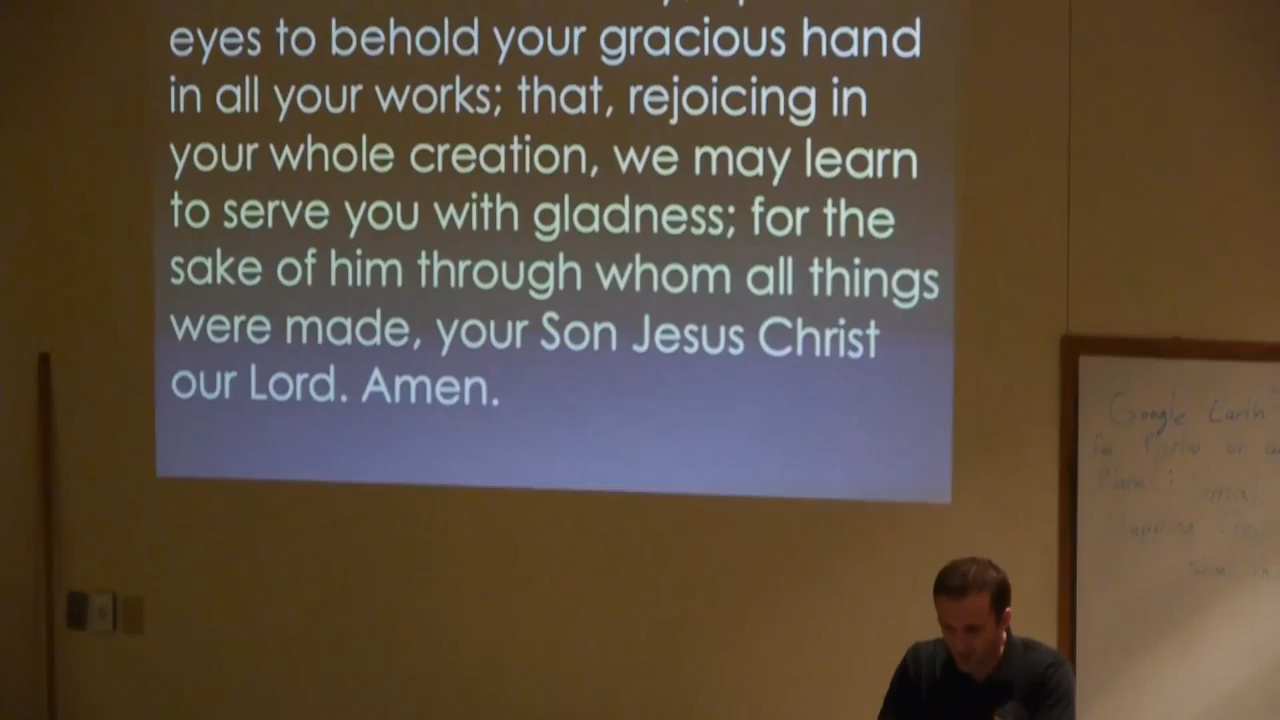 eyes to behold your gracious hand
in all your works; that, rejoicing in
your whole creation, we may learn
to serve you with gladness; for the
sake of him through whom all things
were made, your Son Jesus Christ
our Lord. Amen.
Google Earth
For